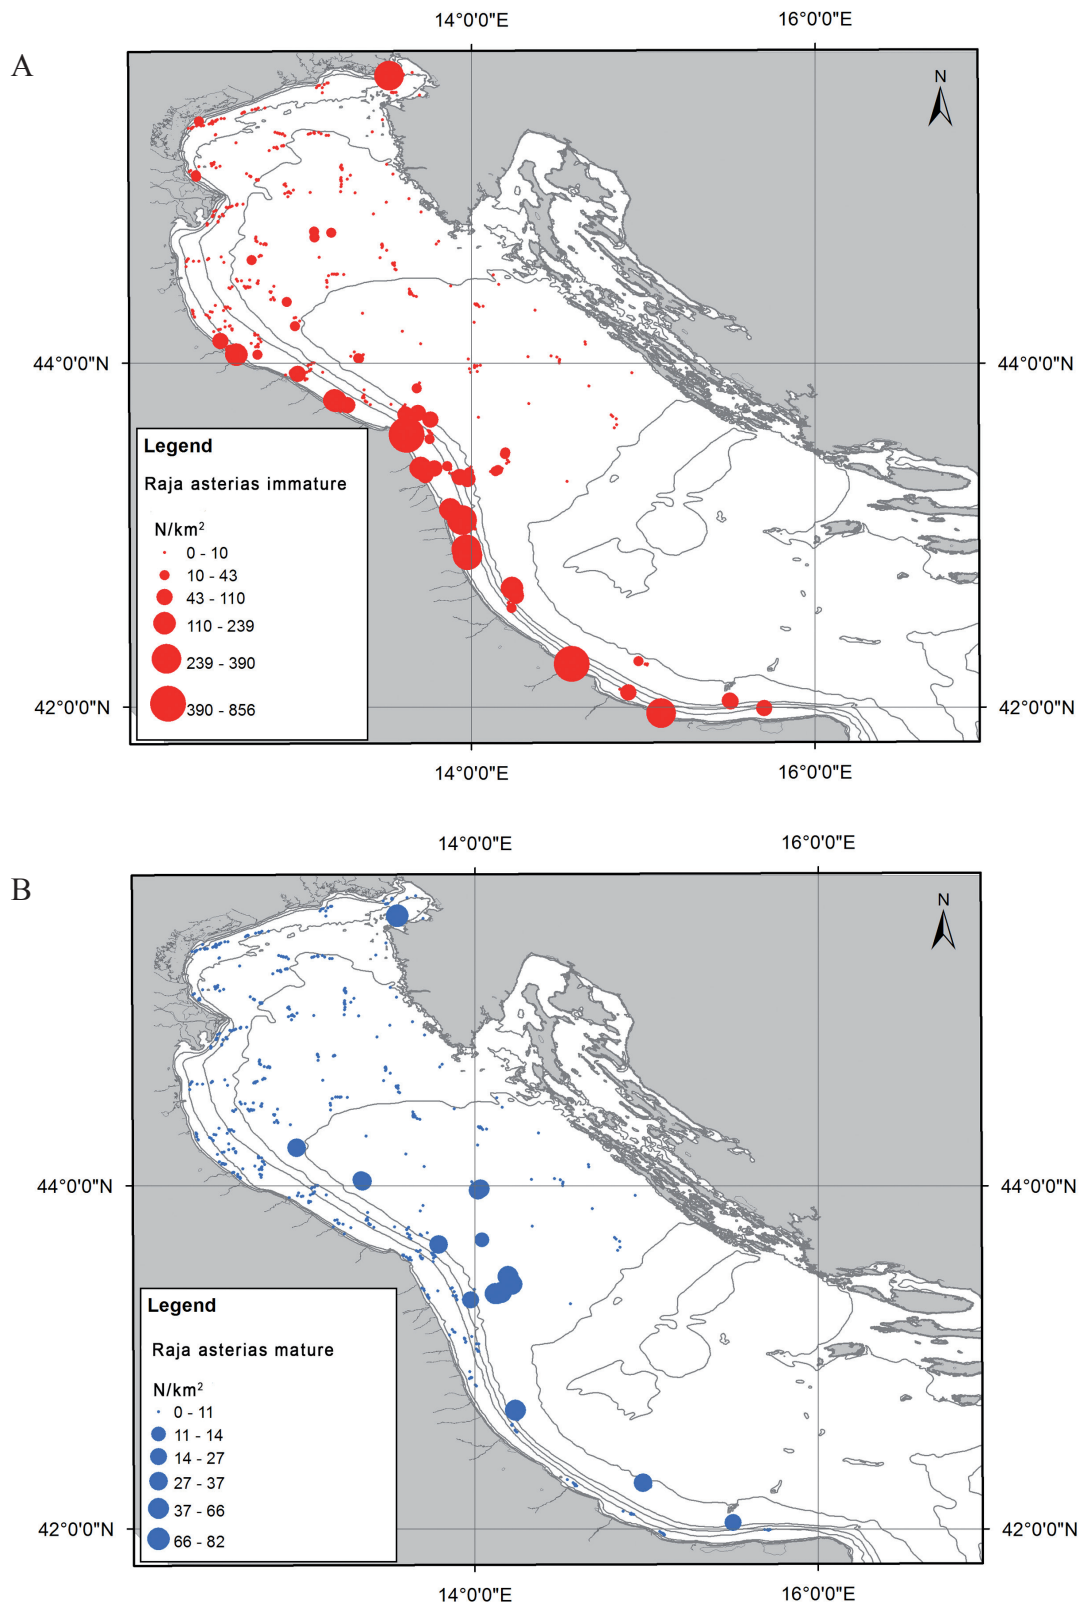 14°0'0"E 16°0'0"E
A
N
44°0'0"N 44°0'0"N
Legend
Raja asterias immature
N/km²
0 - 10
10 - 43
43 - 110
110 - 239
239 - 390
390 - 856
42°0'0"N 42°0'0"N
14°0'0"E 16°0'0"E
14°0'0"E 16°0'0"E
B
N
44°0'0"N 44°0'0"N
Legend
Raja asterias mature
N/km²
0 - 11
11 - 14
14 - 27
27 - 37
37 - 66
66 - 82
42°0'0"N 42°0'0"N
14°0'0"E 16°0'0"E